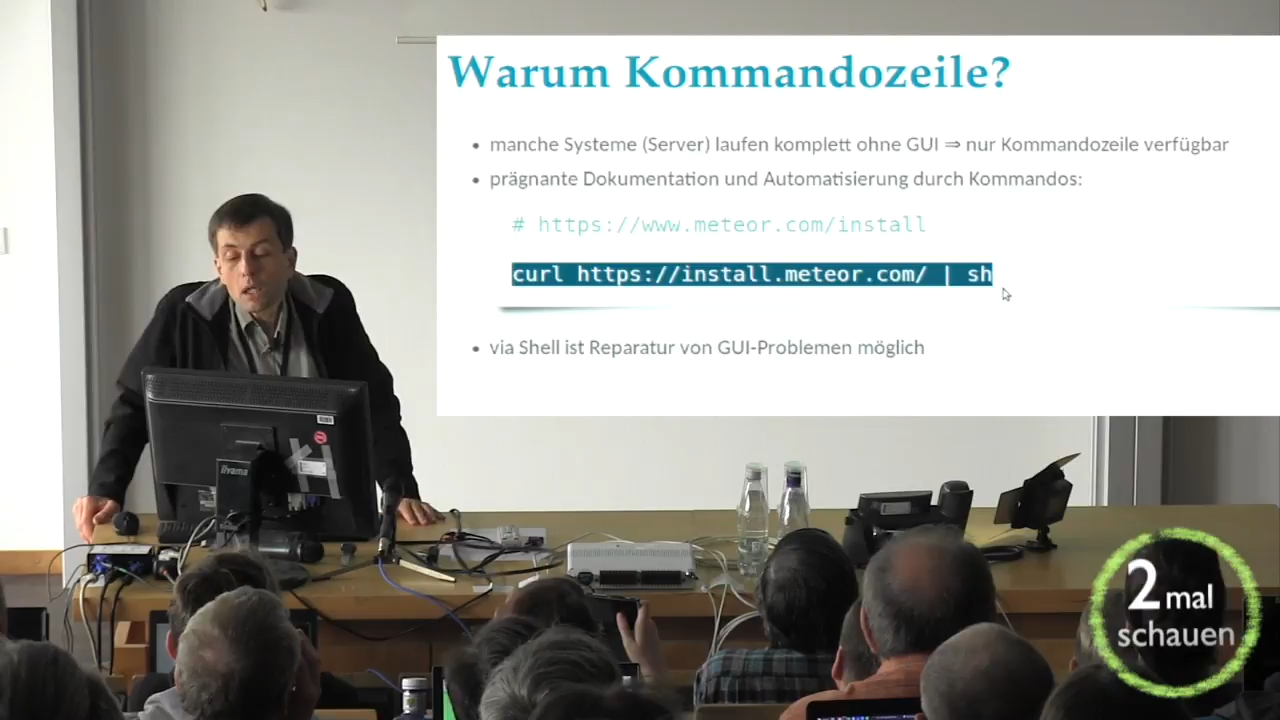 Warum Kommandozeile?
• manche Systeme (Server) laufen komplett ohne GUI ⇒ nur Kommandozeile verfügbar
• prägnante Dokumentation und Automatisierung durch Kommandos:
# https://www.meteor.com/install
curl https://install.meteor.com/ | sh
• via Shell ist Reparatur von GUI-Problemen möglich
iiyama
2 mal
schauen